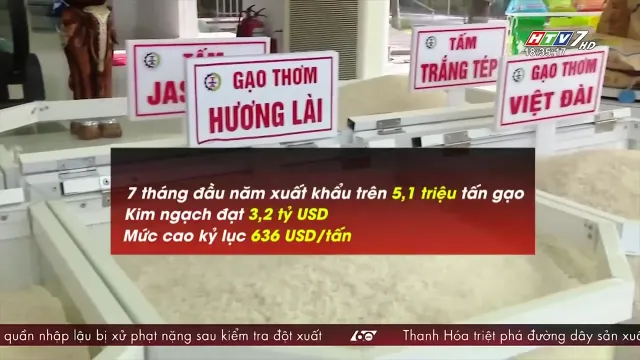 HTV7 HD
TẤM
JAS
GẠO THƠM
HƯƠNG LÀI
TẤM
TRẮNG TÉP
GẠO THƠM
VIỆT ĐÀI
7 tháng đầu năm xuất khẩu trên 5,1 triệu tấn gạo
Kim ngạch đạt 3,2 tỷ USD
Mức cao kỷ lục 636 USD/tấn
quần nhập lậu bị xử phạt nặng sau kiểm tra đột xuất
Thanh Hóa triệt phá đường dây sản xuấ